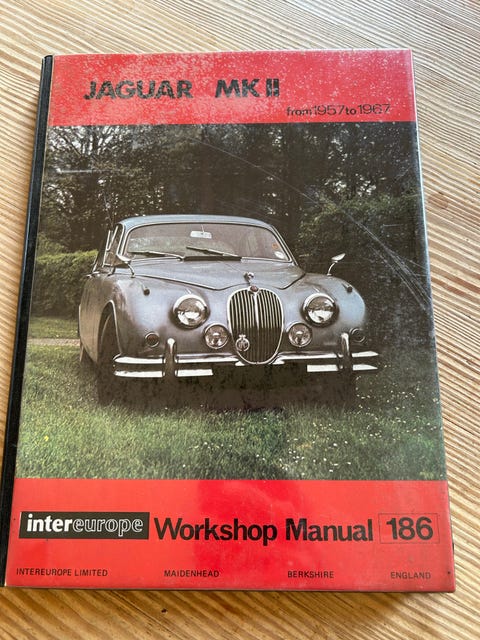 JAGUAR MK II
from 1957 to 1967
intereurope Workshop Manual 186
INTEREUROPE LIMITED MAIDENHEAD BERKSHIRE ENGLAND